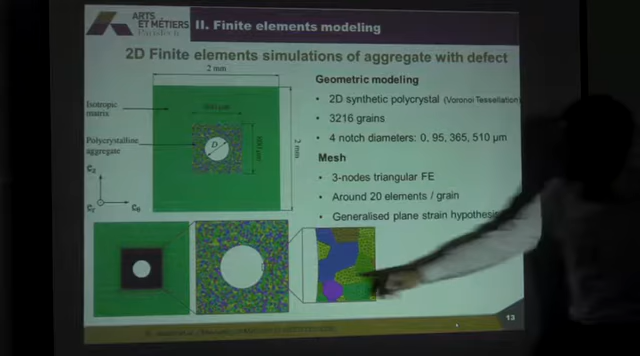 ARTS
ET MÉTIERS
ParisTech
II. Finite elements modeling
2D Finite elements simulations of aggregate with defect
2 mm
Isotropic
matrix
Polycrystalline
aggregate
D
2 mm
Geometric modeling
• 2D synthetic polycrystal (Voronoi Tessellation)
• 3216 grains
• 4 notch diameters: 0, 95, 365, 510 µm
Mesh
• 3-nodes triangular FE
• Around 20 elements / grain
• Generalised plane strain hypothesis
13